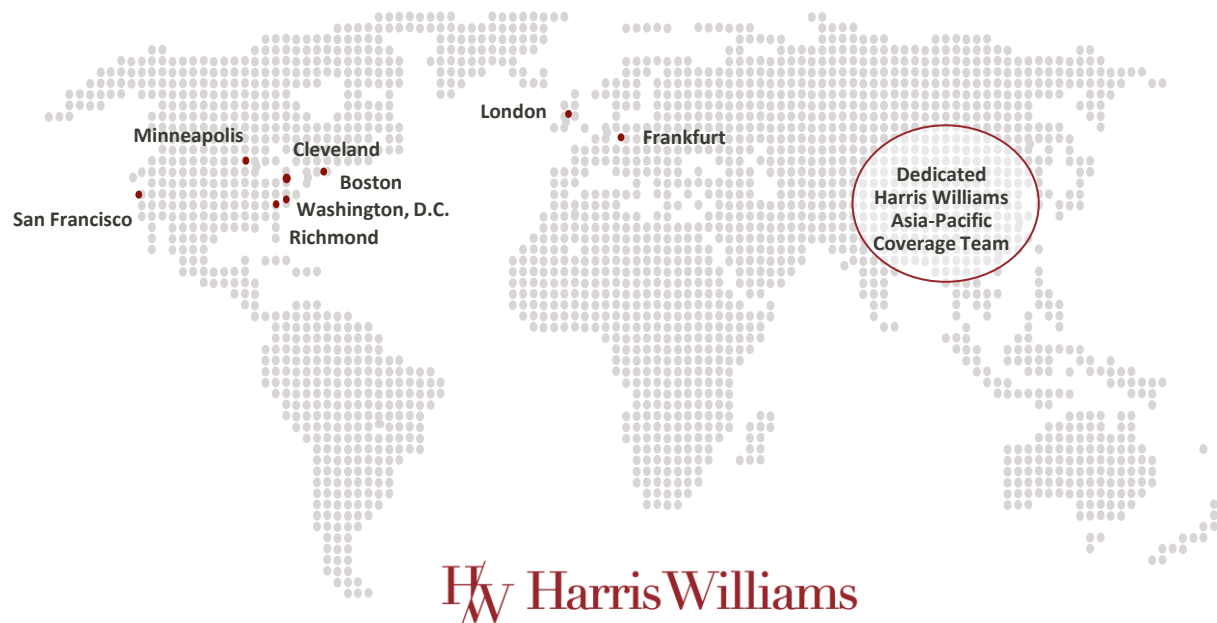 London
Minneapolis
Frankfurt
Cleveland
Boston
San Francisco
Washington, D.C.
Richmond
Dedicated
Harris Williams
Asia-Pacific
Coverage Team
HW Harris Williams